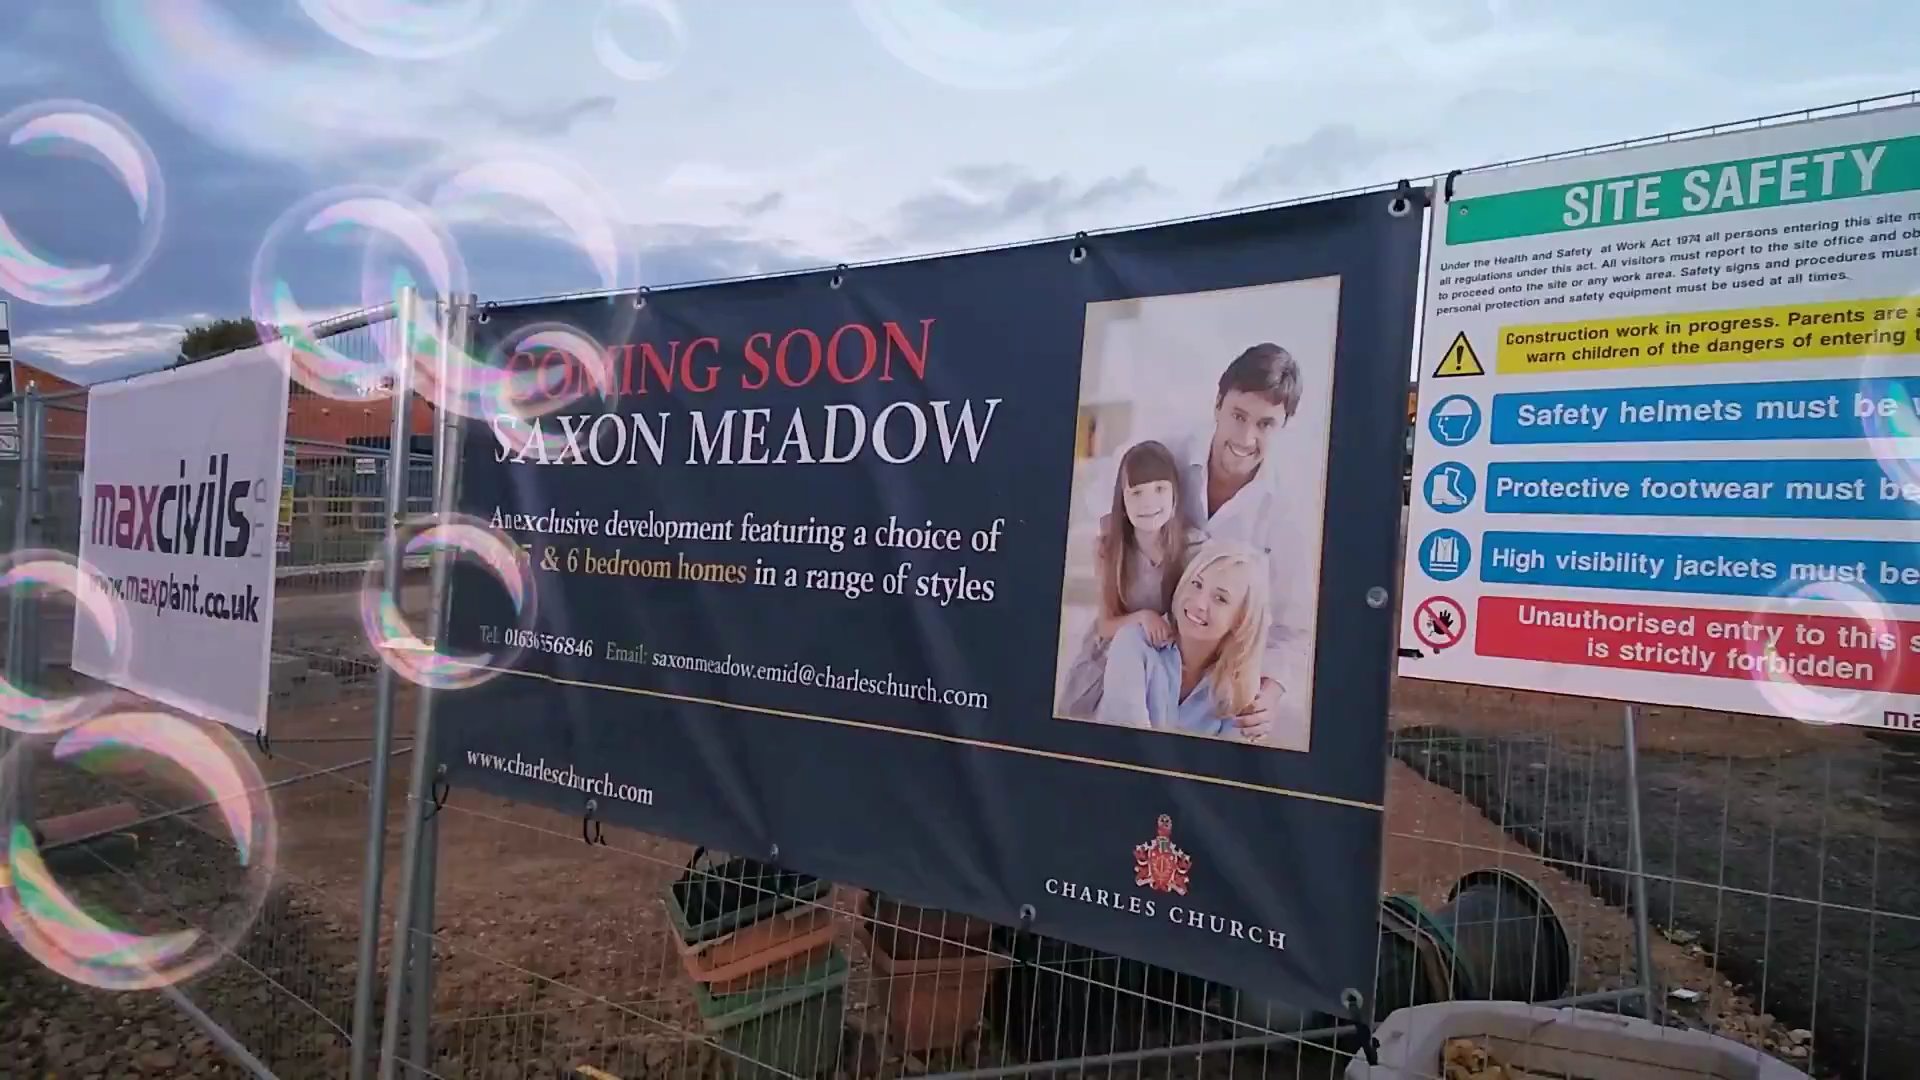 maxcivils LTD
www.maxplant.co.uk
COMING SOON
SAXON MEADOW
An exclusive development featuring a choice of
5 & 6 bedroom homes in a range of styles
Tel: 01636 556846 Email: saxonmeadow.emid@charleschurch.com
www.charleschurch.com
CHARLES CHURCH
SITE SAFETY
Under the Health and Safety at Work Act 1974 all persons entering this site
all regulations under this act. All visitors must report to the site office and
to proceed onto the site or any work area. Safety signs and procedures must
personal protection and safety equipment must be used at all times.
Construction work in progress. Parents are
warn children of the dangers of entering
Safety helmets must be
Protective footwear must be
High visibility jackets must be
Unauthorised entry to this
is strictly forbidden